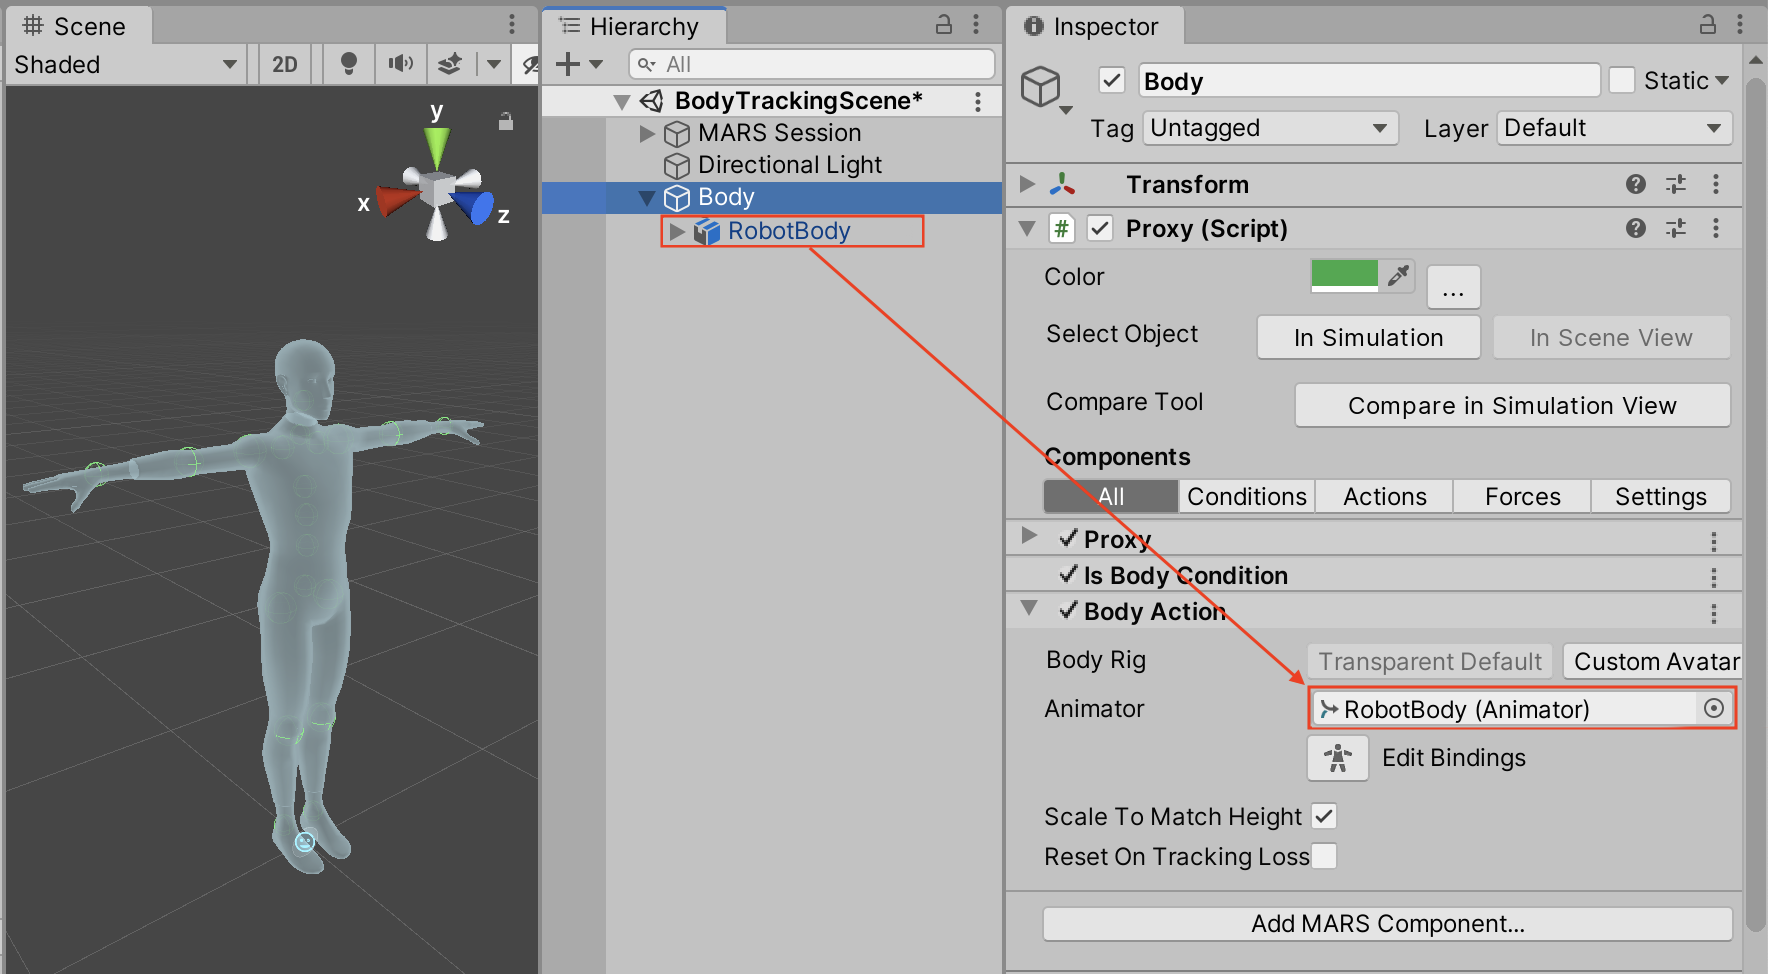 Scene
Shaded
2D
y
x
z
Hierarchy
All
BodyTrackingScene*
MARS Session
Directional Light
Body
RobotBody
Inspector
Body
Static
Tag Untagged
Layer Default
Transform
# Proxy (Script)
Color
...
Select Object
In Simulation
In Scene View
Compare Tool
Compare in Simulation View
Components
All
Conditions
Actions
Forces
Settings
Proxy
Is Body Condition
Body Action
Body Rig
Transparent Default
Custom Avatar
Animator
RobotBody (Animator)
Edit Bindings
Scale To Match Height
Reset On Tracking Loss
Add MARS Component...